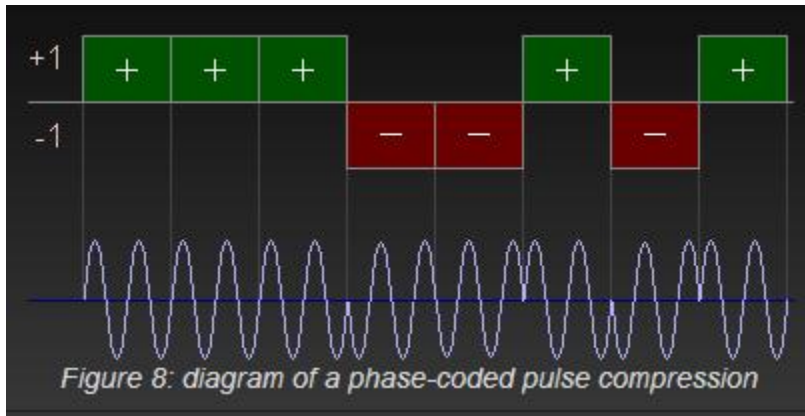 +1 + + + + +
-1 − − −
Figure 8: diagram of a phase-coded pulse compression